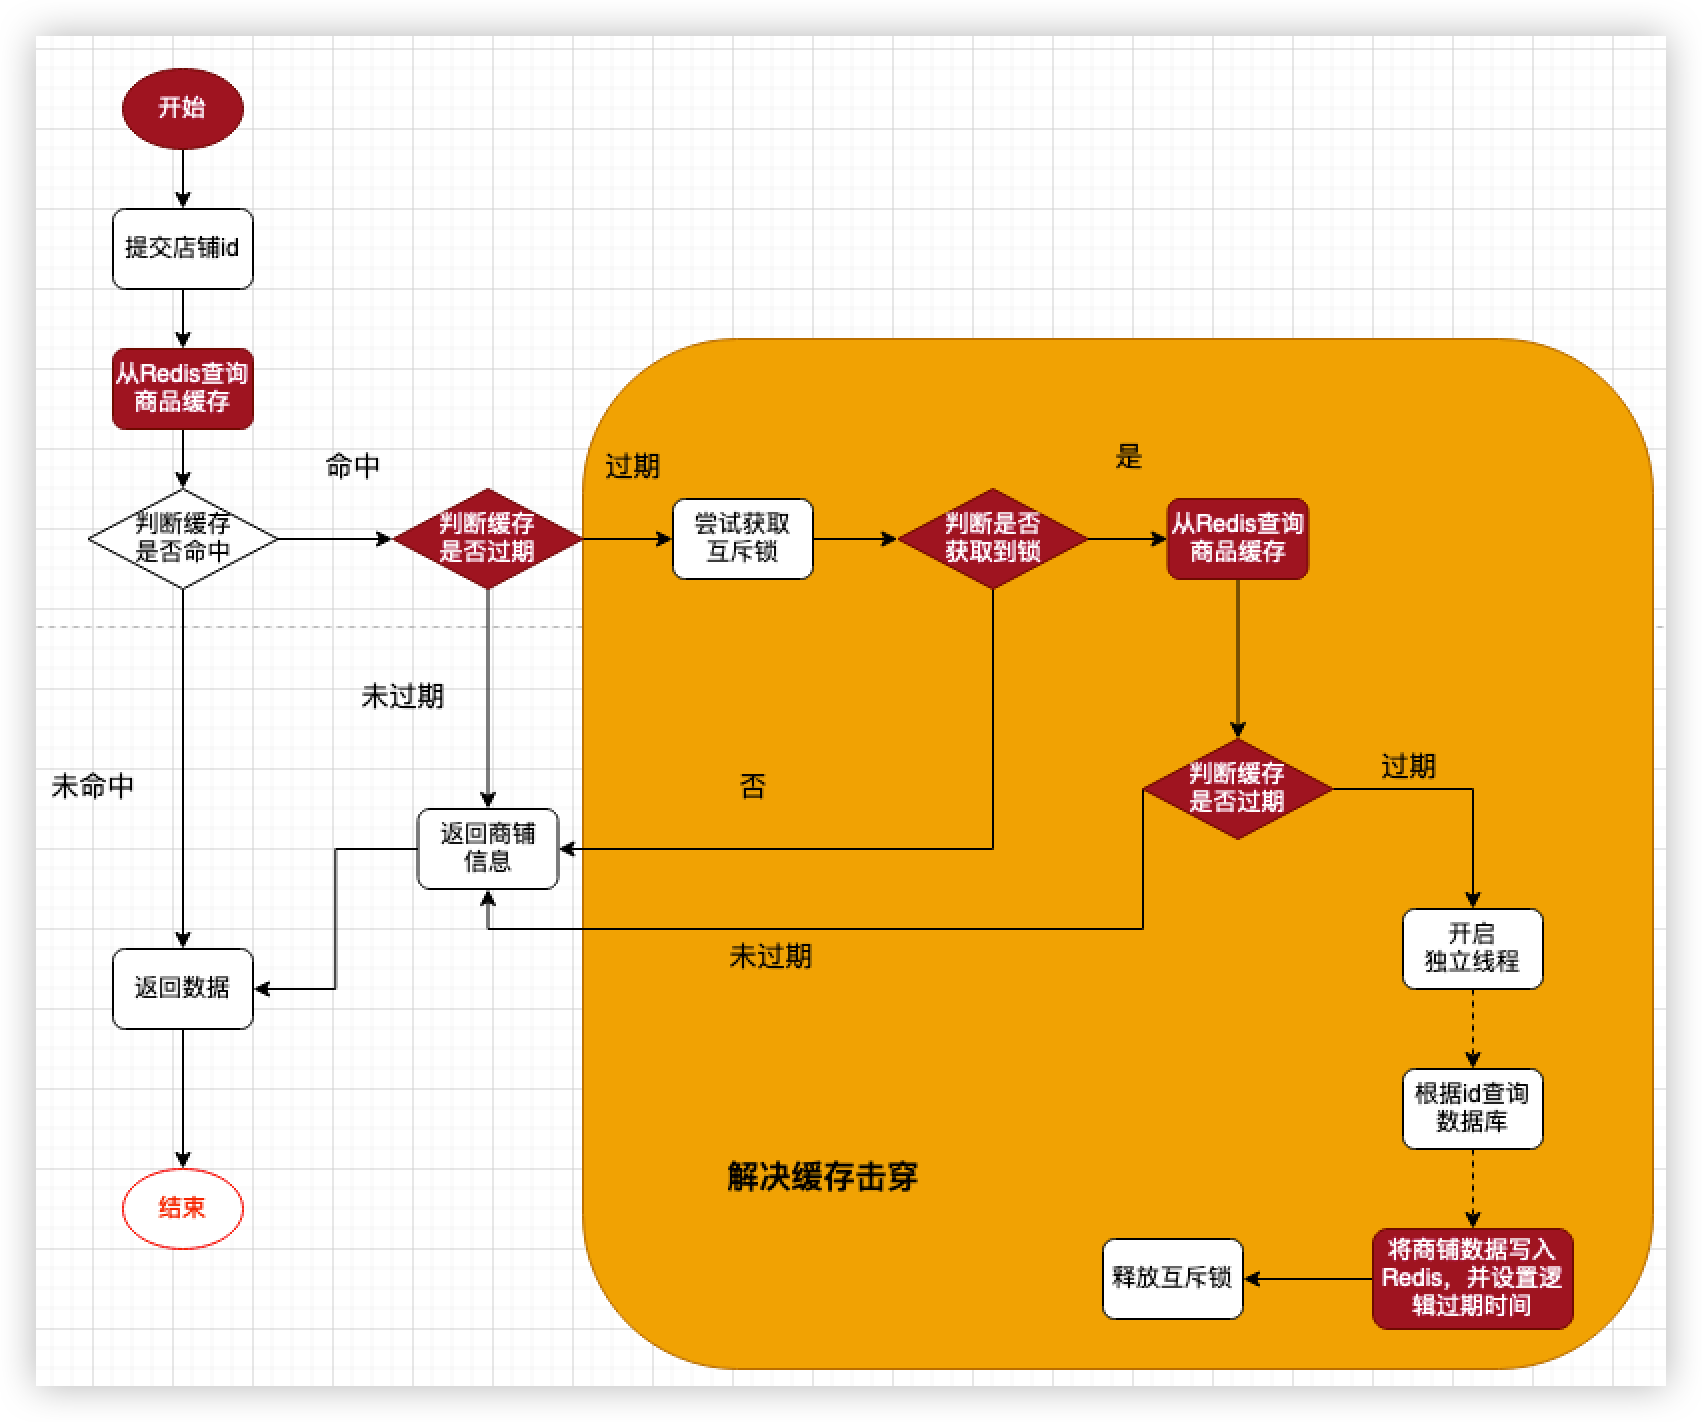 开始
提交店铺id
从Redis查询
商品缓存
命中
过期
是
判断缓存
是否命中
判断缓存
是否过期
尝试获取
互斥锁
判断是否
获取到锁
从Redis查询
商品缓存
未过期
未命中
否
判断缓存
是否过期
过期
返回商铺
信息
未过期
返回数据
开启
独立线程
根据id查询
数据库
解决缓存击穿
结束
释放互斥锁
将商铺数据写入
Redis，并设置逻
辑过期时间